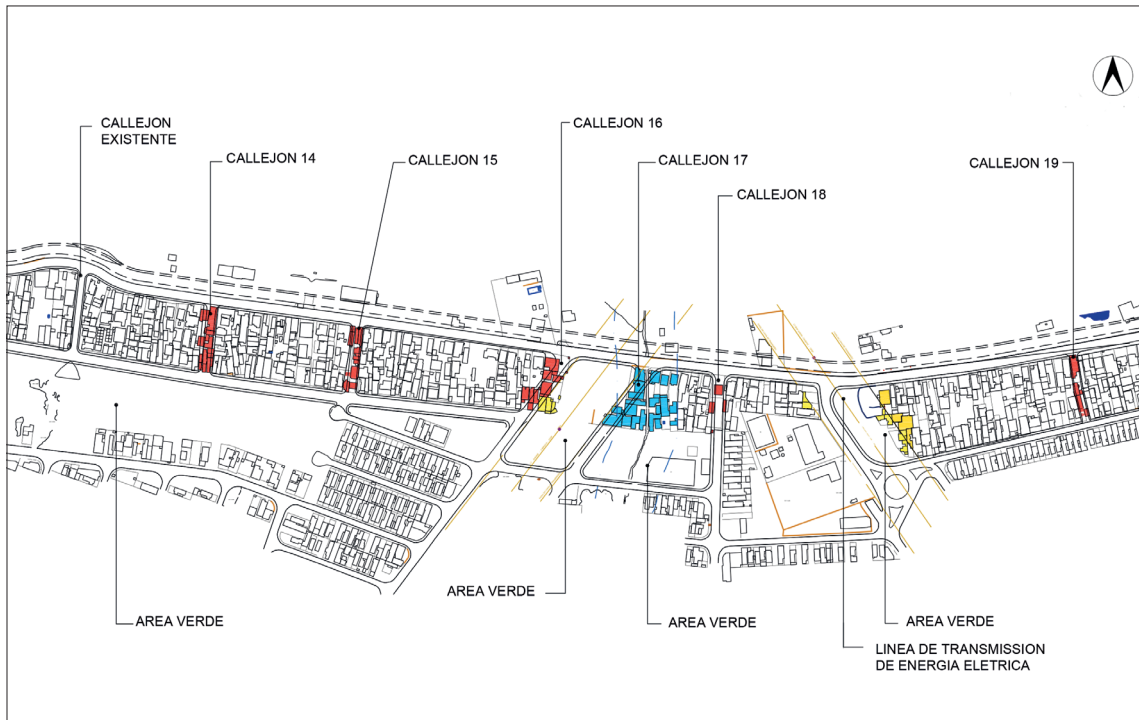 CALLEJON
EXISTENTE
CALLEJON 14
CALLEJON 15
CALLEJON 16
CALLEJON 17
CALLEJON 18
CALLEJON 19
AREA VERDE
AREA VERDE
AREA VERDE
AREA VERDE
LINEA DE TRANSMISSION
DE ENERGIA ELETRICA